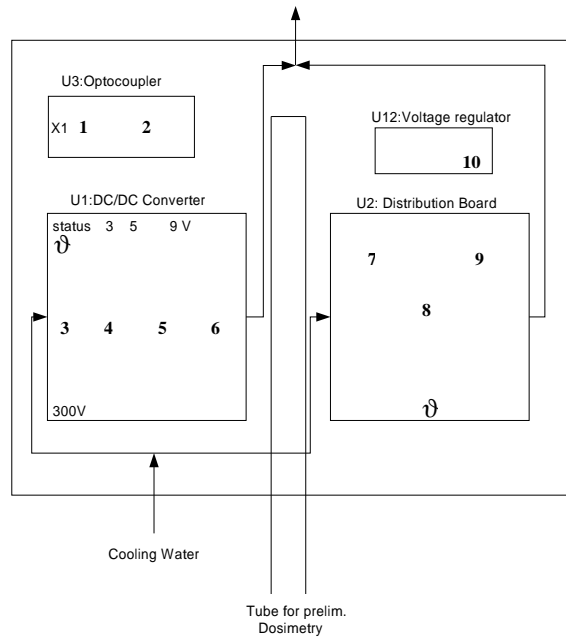 U3:Optocoupler
X1 1 2
U12:Voltage regulator
10
U1:DC/DC Converter
status 3 5 9 V
ϑ
3 4 5 6
300V
U2: Distribution Board
7 9
8
ϑ
Cooling Water
Tube for prelim.
Dosimetry